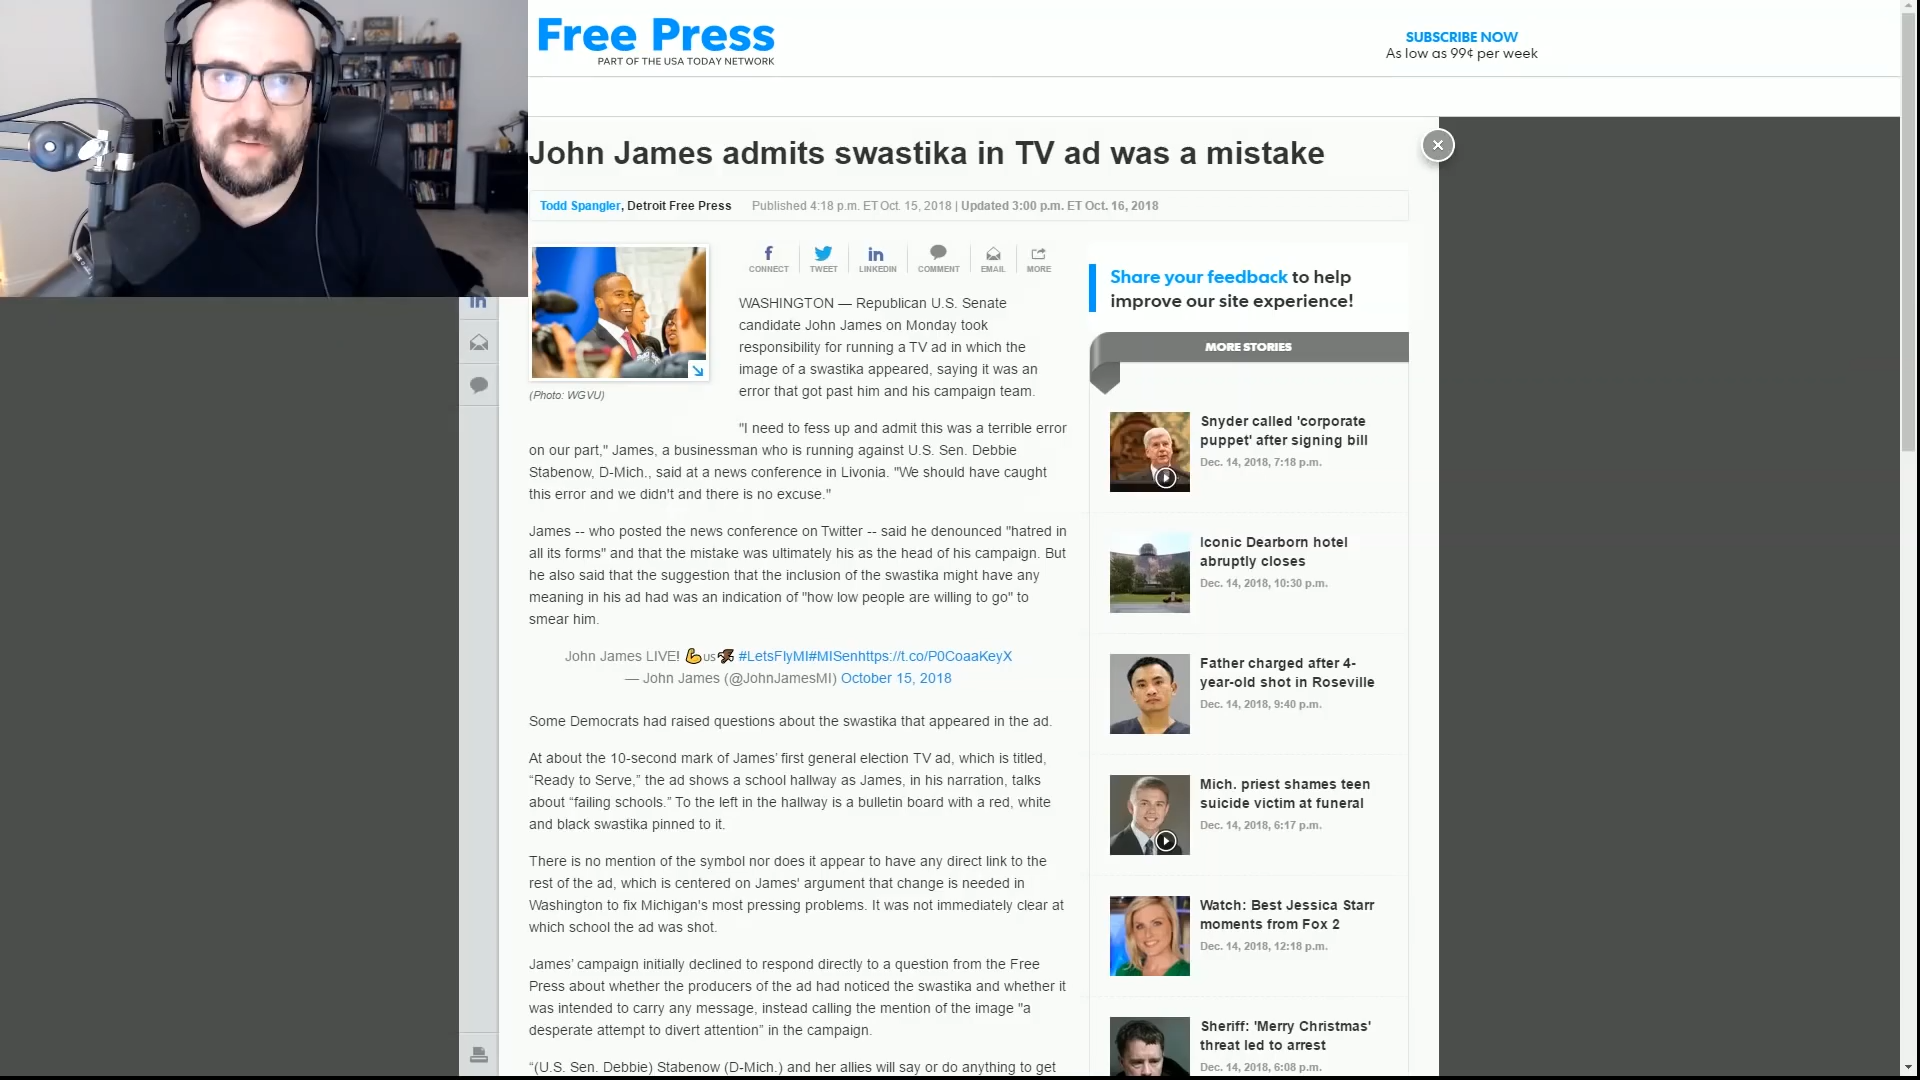 Free Press
PART OF THE USA TODAY NETWORK
SUBSCRIBE NOW
As low as 99¢ per week
John James admits swastika in TV ad was a mistake
Todd Spangler, Detroit Free Press Published 4:18 p.m. ET Oct. 15, 2018 | Updated 3:00 p.m. ET Oct. 16, 2018
(Photo: WGVU)
CONNECT TWEET LINKEDIN COMMENT EMAIL MORE
WASHINGTON — Republican U.S. Senate
candidate John James on Monday took
responsibility for running a TV ad in which the
image of a swastika appeared, saying it was an
error that got past him and his campaign team.
"I need to fess up and admit this was a terrible error
on our part," James, a businessman who is running against U.S. Sen. Debbie
Stabenow, D-Mich., said at a news conference in Livonia. "We should have caught
this error and we didn't and there is no excuse."
James -- who posted the news conference on Twitter -- said he denounced "hatred in
all its forms" and that the mistake was ultimately his as the head of his campaign. But
he also said that the suggestion that the inclusion of the swastika might have any
meaning in his ad had was an indication of "how low people are willing to go" to
smear him.
John James LIVE! 💪US🦅 #LetsFlyMI#MISenhttps://t.co/P0CoaaKeyX
— John James (@JohnJamesMI) October 15, 2018
Some Democrats had raised questions about the swastika that appeared in the ad.
At about the 10-second mark of James' first general election TV ad, which is titled,
“Ready to Serve,” the ad shows a school hallway as James, in his narration, talks
about “failing schools.” To the left in the hallway is a bulletin board with a red, white
and black swastika pinned to it.
There is no mention of the symbol nor does it appear to have any direct link to the
rest of the ad, which is centered on James' argument that change is needed in
Washington to fix Michigan's most pressing problems. It was not immediately clear at
which school the ad was shot.
James’ campaign initially declined to respond directly to a question from the Free
Press about whether the producers of the ad had noticed the swastika and whether it
was intended to carry any message, instead calling the mention of the image "a
desperate attempt to divert attention” in the campaign.
“(U.S. Sen. Debbie) Stabenow (D-Mich.) and her allies will say or do anything to get
Share your feedback to help
improve our site experience!
MORE STORIES
Snyder called 'corporate
puppet' after signing bill
Dec. 14, 2018, 7:18 p.m.
Iconic Dearborn hotel
abruptly closes
Dec. 14, 2018, 10:30 p.m.
Father charged after 4-
year-old shot in Roseville
Dec. 14, 2018, 9:40 p.m.
Mich. priest shames teen
suicide victim at funeral
Dec. 14, 2018, 6:17 p.m.
Watch: Best Jessica Starr
moments from Fox 2
Dec. 14, 2018, 12:18 p.m.
Sheriff: 'Merry Christmas'
threat led to arrest
Dec. 14, 2018, 6:08 p.m.